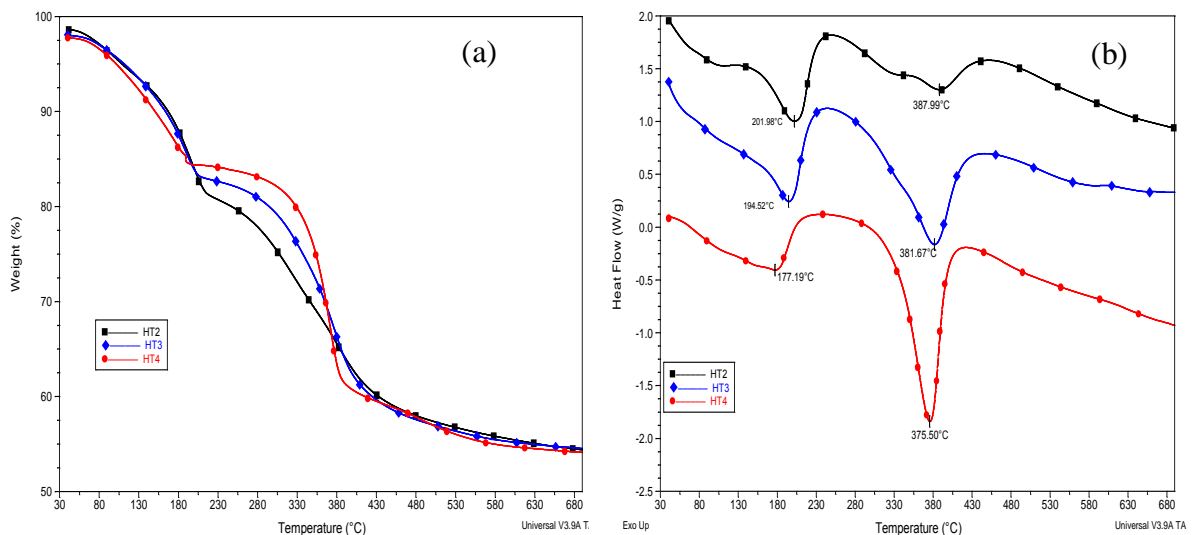 (a)
100
90
80
70
60
50
Weight (%)
HT2
HT3
HT4
30 80 130 180 230 280 330 380 430 480 530 580 630 680
Temperature (°C)
Universal V3.9A T.
(b)
2.0
1.5
1.0
0.5
0.0
-0.5
-1.0
-1.5
-2.0
-2.5
Heat Flow (W/g)
201.98°C
387.99°C
194.52°C
381.67°C
177.19°C
375.50°C
HT2
HT3
HT4
30 80 130 180 230 280 330 380 430 480 530 580 630 680
Exo Up
Temperature (°C)
Universal V3.9A TA